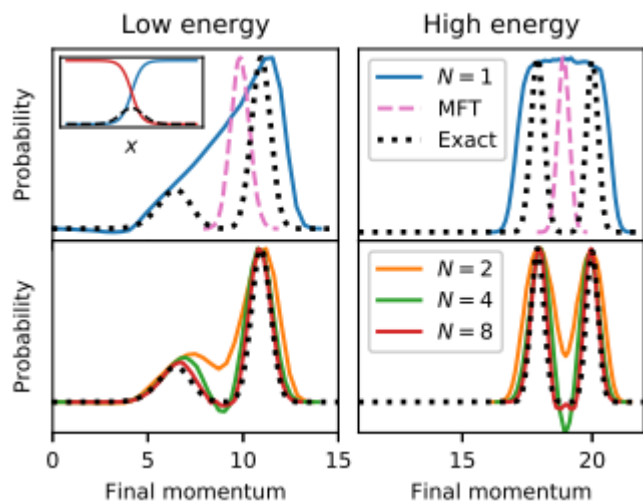 Low energy
High energy
Probability
x
N = 1
MFT
Exact
Probability
N = 2
N = 4
N = 8
0 5 10 15
15 20
Final momentum
Final momentum